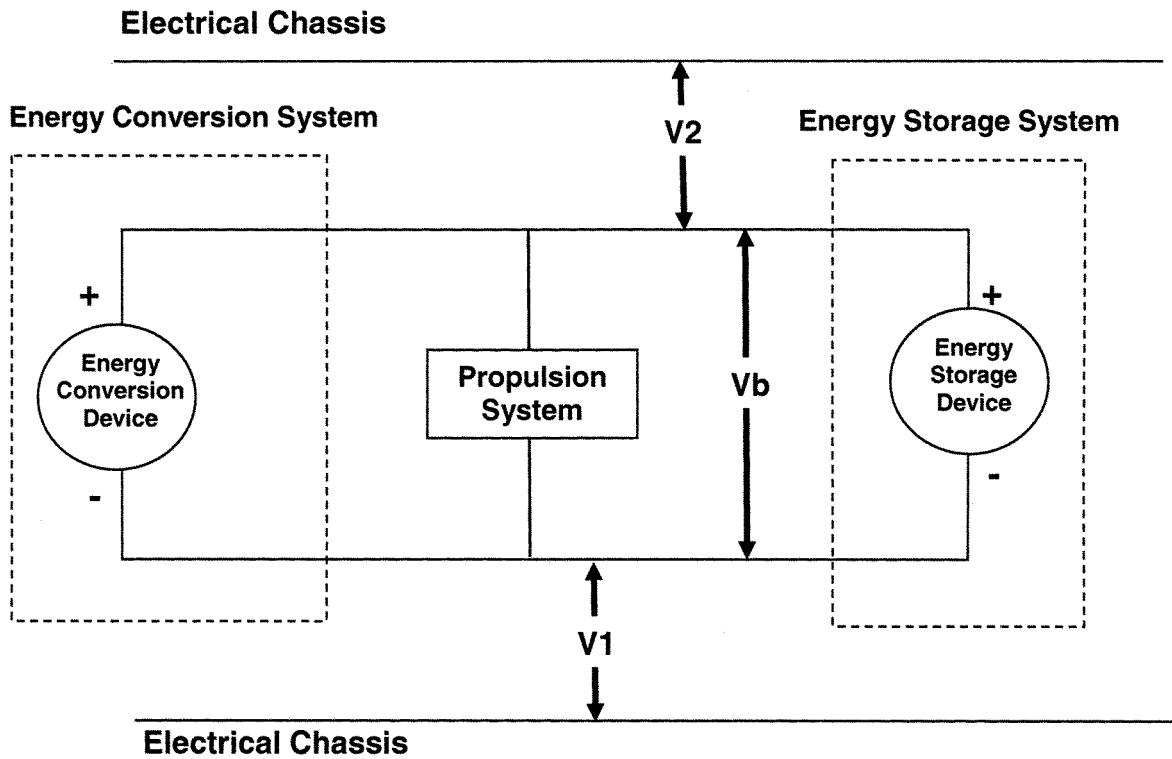 Electrical Chassis
Energy Conversion System
V2
Energy Storage System
+
Energy
Conversion
Device
-
Propulsion
System
Vb
+
Energy
Storage
Device
-
V1
Electrical Chassis